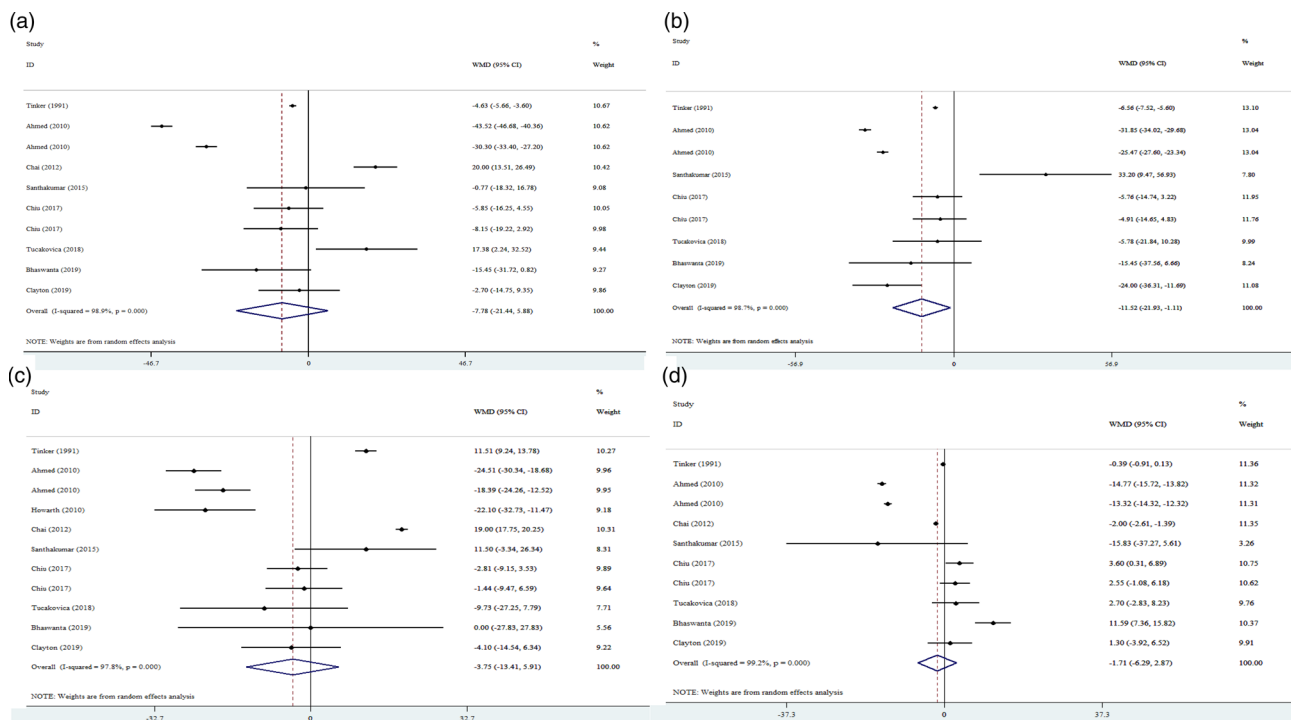 (a)
Study %
ID WMD (95% CI) Weight
Tinker (1991) -4.63 (-5.66, -3.60) 10.67
Ahmed (2010) -43.52 (-46.68, -40.36) 10.62
Ahmed (2010) -30.30 (-33.40, -27.20) 10.62
Chai (2012) 20.00 (13.51, 26.49) 10.42
Santhakumar (2015) -0.77 (-18.32, 16.78) 9.08
Chiu (2017) -5.85 (-16.25, 4.55) 10.05
Chiu (2017) -8.15 (-19.22, 2.92) 9.98
Tucakovica (2018) 17.38 (2.24, 32.52) 9.44
Bhaswanta (2019) -15.45 (-31.72, 0.82) 9.27
Clayton (2019) -2.70 (-14.75, 9.35) 9.86
Overall (I-squared = 98.9%, p = 0.000) -7.78 (-21.44, 5.88) 100.00
NOTE: Weights are from random effects analysis
-46.7 0 46.7
(b)
Study %
ID WMD (95% CI) Weight
Tinker (1991) -6.56 (-7.52, -5.60) 13.10
Ahmed (2010) -31.85 (-34.02, -29.68) 13.04
Ahmed (2010) -25.47 (-27.60, -23.34) 13.04
Santhakumar (2015) 33.20 (9.47, 56.93) 7.80
Chiu (2017) -5.76 (-14.74, 3.22) 11.95
Chiu (2017) -4.91 (-14.65, 4.83) 11.76
Tucakovica (2018) -5.78 (-21.84, 10.28) 9.99
Bhaswanta (2019) -15.45 (-37.56, 6.66) 8.24
Clayton (2019) -24.00 (-36.31, -11.69) 11.08
Overall (I-squared = 98.7%, p = 0.000) -11.52 (-21.93, -1.11) 100.00
NOTE: Weights are from random effects analysis
-56.9 0 56.9
(c)
Study %
ID WMD (95% CI) Weight
Tinker (1991) 11.51 (9.24, 13.78) 10.27
Ahmed (2010) -24.51 (-30.34, -18.68) 9.96
Ahmed (2010) -18.39 (-24.26, -12.52) 9.95
Howarth (2010) -22.10 (-32.73, -11.47) 9.18
Chai (2012) 19.00 (17.75, 20.25) 10.31
Santhakumar (2015) 11.50 (-3.34, 26.34) 8.31
Chiu (2017) -2.81 (-9.15, 3.53) 9.89
Chiu (2017) -1.44 (-9.47, 6.59) 9.64
Tucakovica (2018) -9.73 (-27.25, 7.79) 7.71
Bhaswanta (2019) 0.00 (-27.83, 27.83) 5.56
Clayton (2019) -4.10 (-14.54, 6.34) 9.22
Overall (I-squared = 97.8%, p = 0.000) -3.75 (-13.41, 5.91) 100.00
NOTE: Weights are from random effects analysis
-32.7 0 32.7
(d)
Study %
ID WMD (95% CI) Weight
Tinker (1991) -0.39 (-0.91, 0.13) 11.36
Ahmed (2010) -14.77 (-15.72, -13.82) 11.32
Ahmed (2010) -13.32 (-14.32, -12.32) 11.31
Chai (2012) -2.00 (-2.61, -1.39) 11.35
Santhakumar (2015) -15.83 (-37.27, 5.61) 3.26
Chiu (2017) 3.60 (0.31, 6.89) 10.75
Chiu (2017) 2.55 (-1.08, 6.18) 10.62
Tucakovica (2018) 2.70 (-2.83, 8.23) 9.76
Bhaswanta (2019) 11.59 (7.36, 15.82) 10.37
Clayton (2019) 1.30 (-3.92, 6.52) 9.91
Overall (I-squared = 99.2%, p = 0.000) -1.71 (-6.29, 2.87) 100.00
NOTE: Weights are from random effects analysis
-37.3 0 37.3